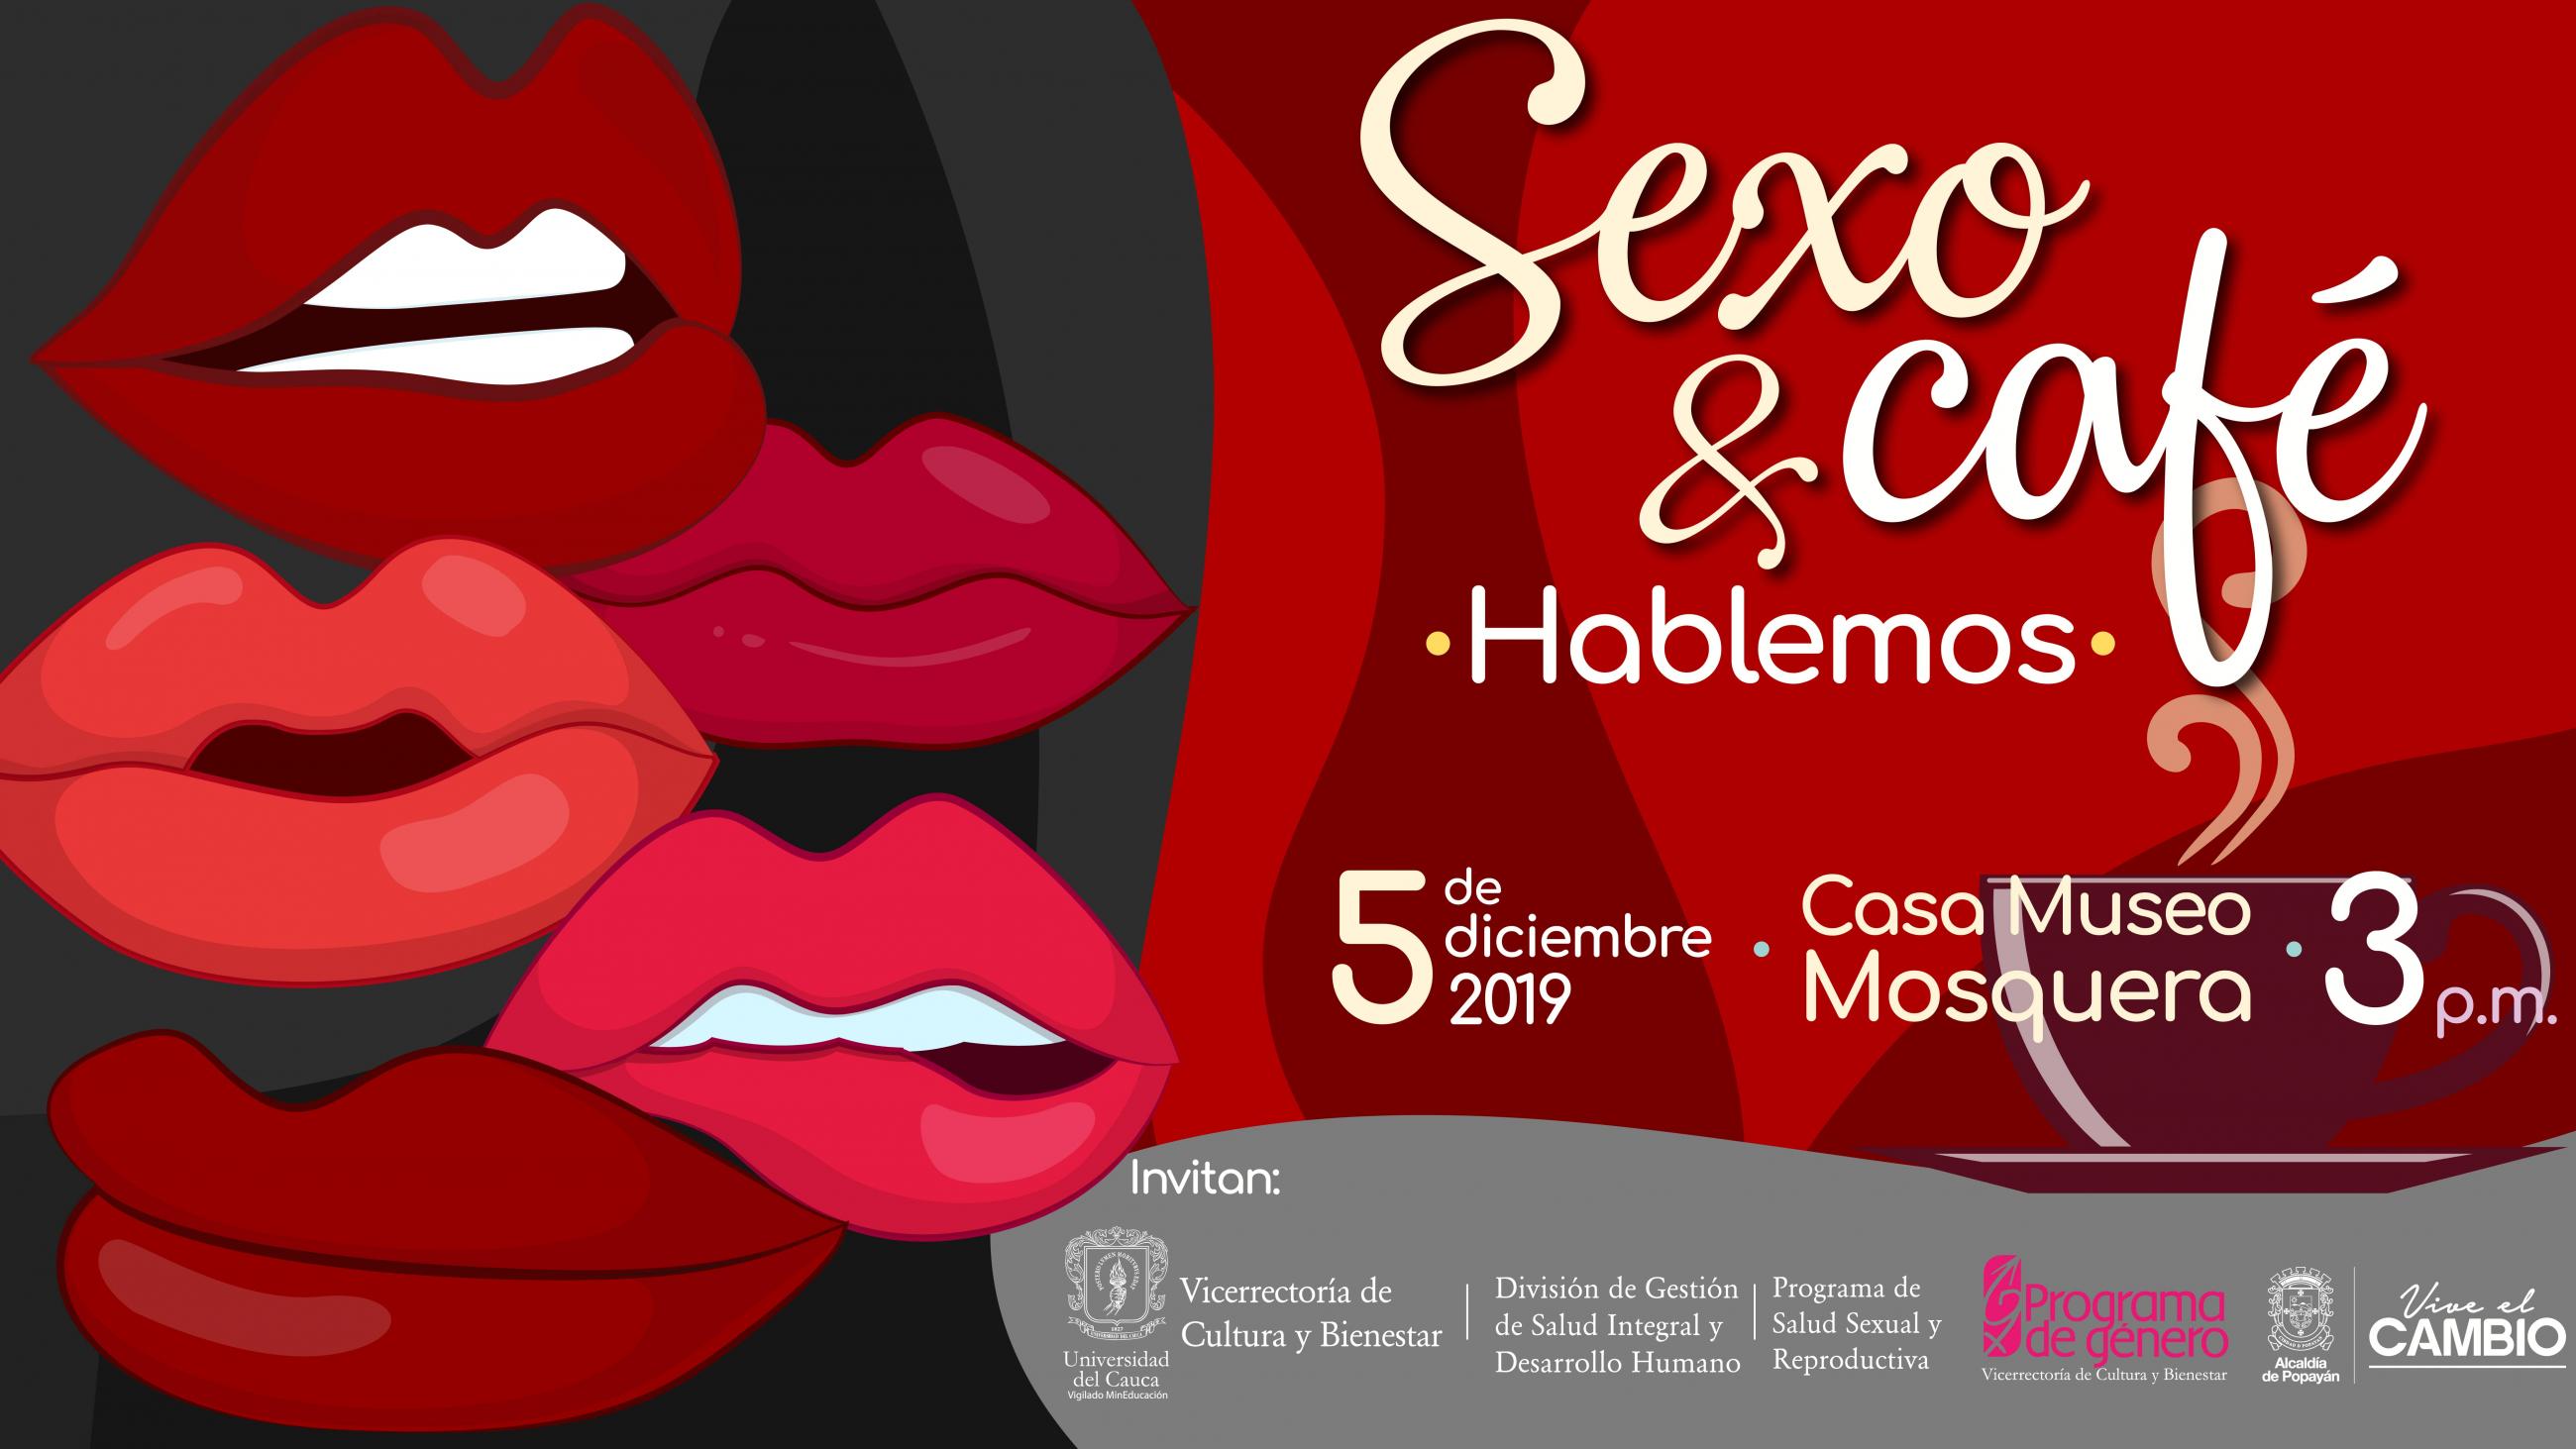 Sexo
& café
•Hablemos•
5 de
diciembre
2019
•
Casa Museo
Mosquera
•
3 p.m.
Invitan:
Universidad
del Cauca
Vigilado MinEducación
Vicerrectoría de
Cultura y Bienestar
División de Gestión
de Salud Integral y
Desarrollo Humano
Programa de
Salud Sexual y
Reproductiva
Programa
de género
Vicerrectoría de Cultura y Bienestar
Alcaldía
de Popayán
Vive el
CAMBIO